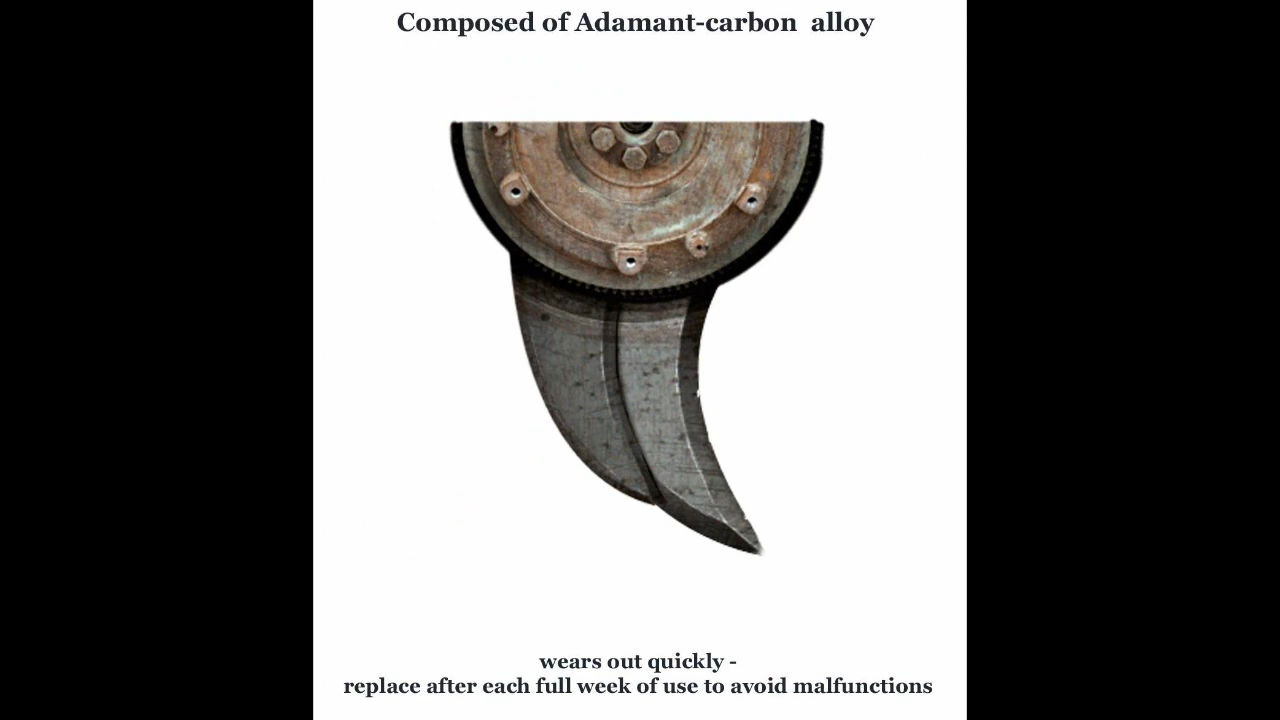 Composed of Adamant-carbon alloy
wears out quickly -
replace after each full week of use to avoid malfunctions